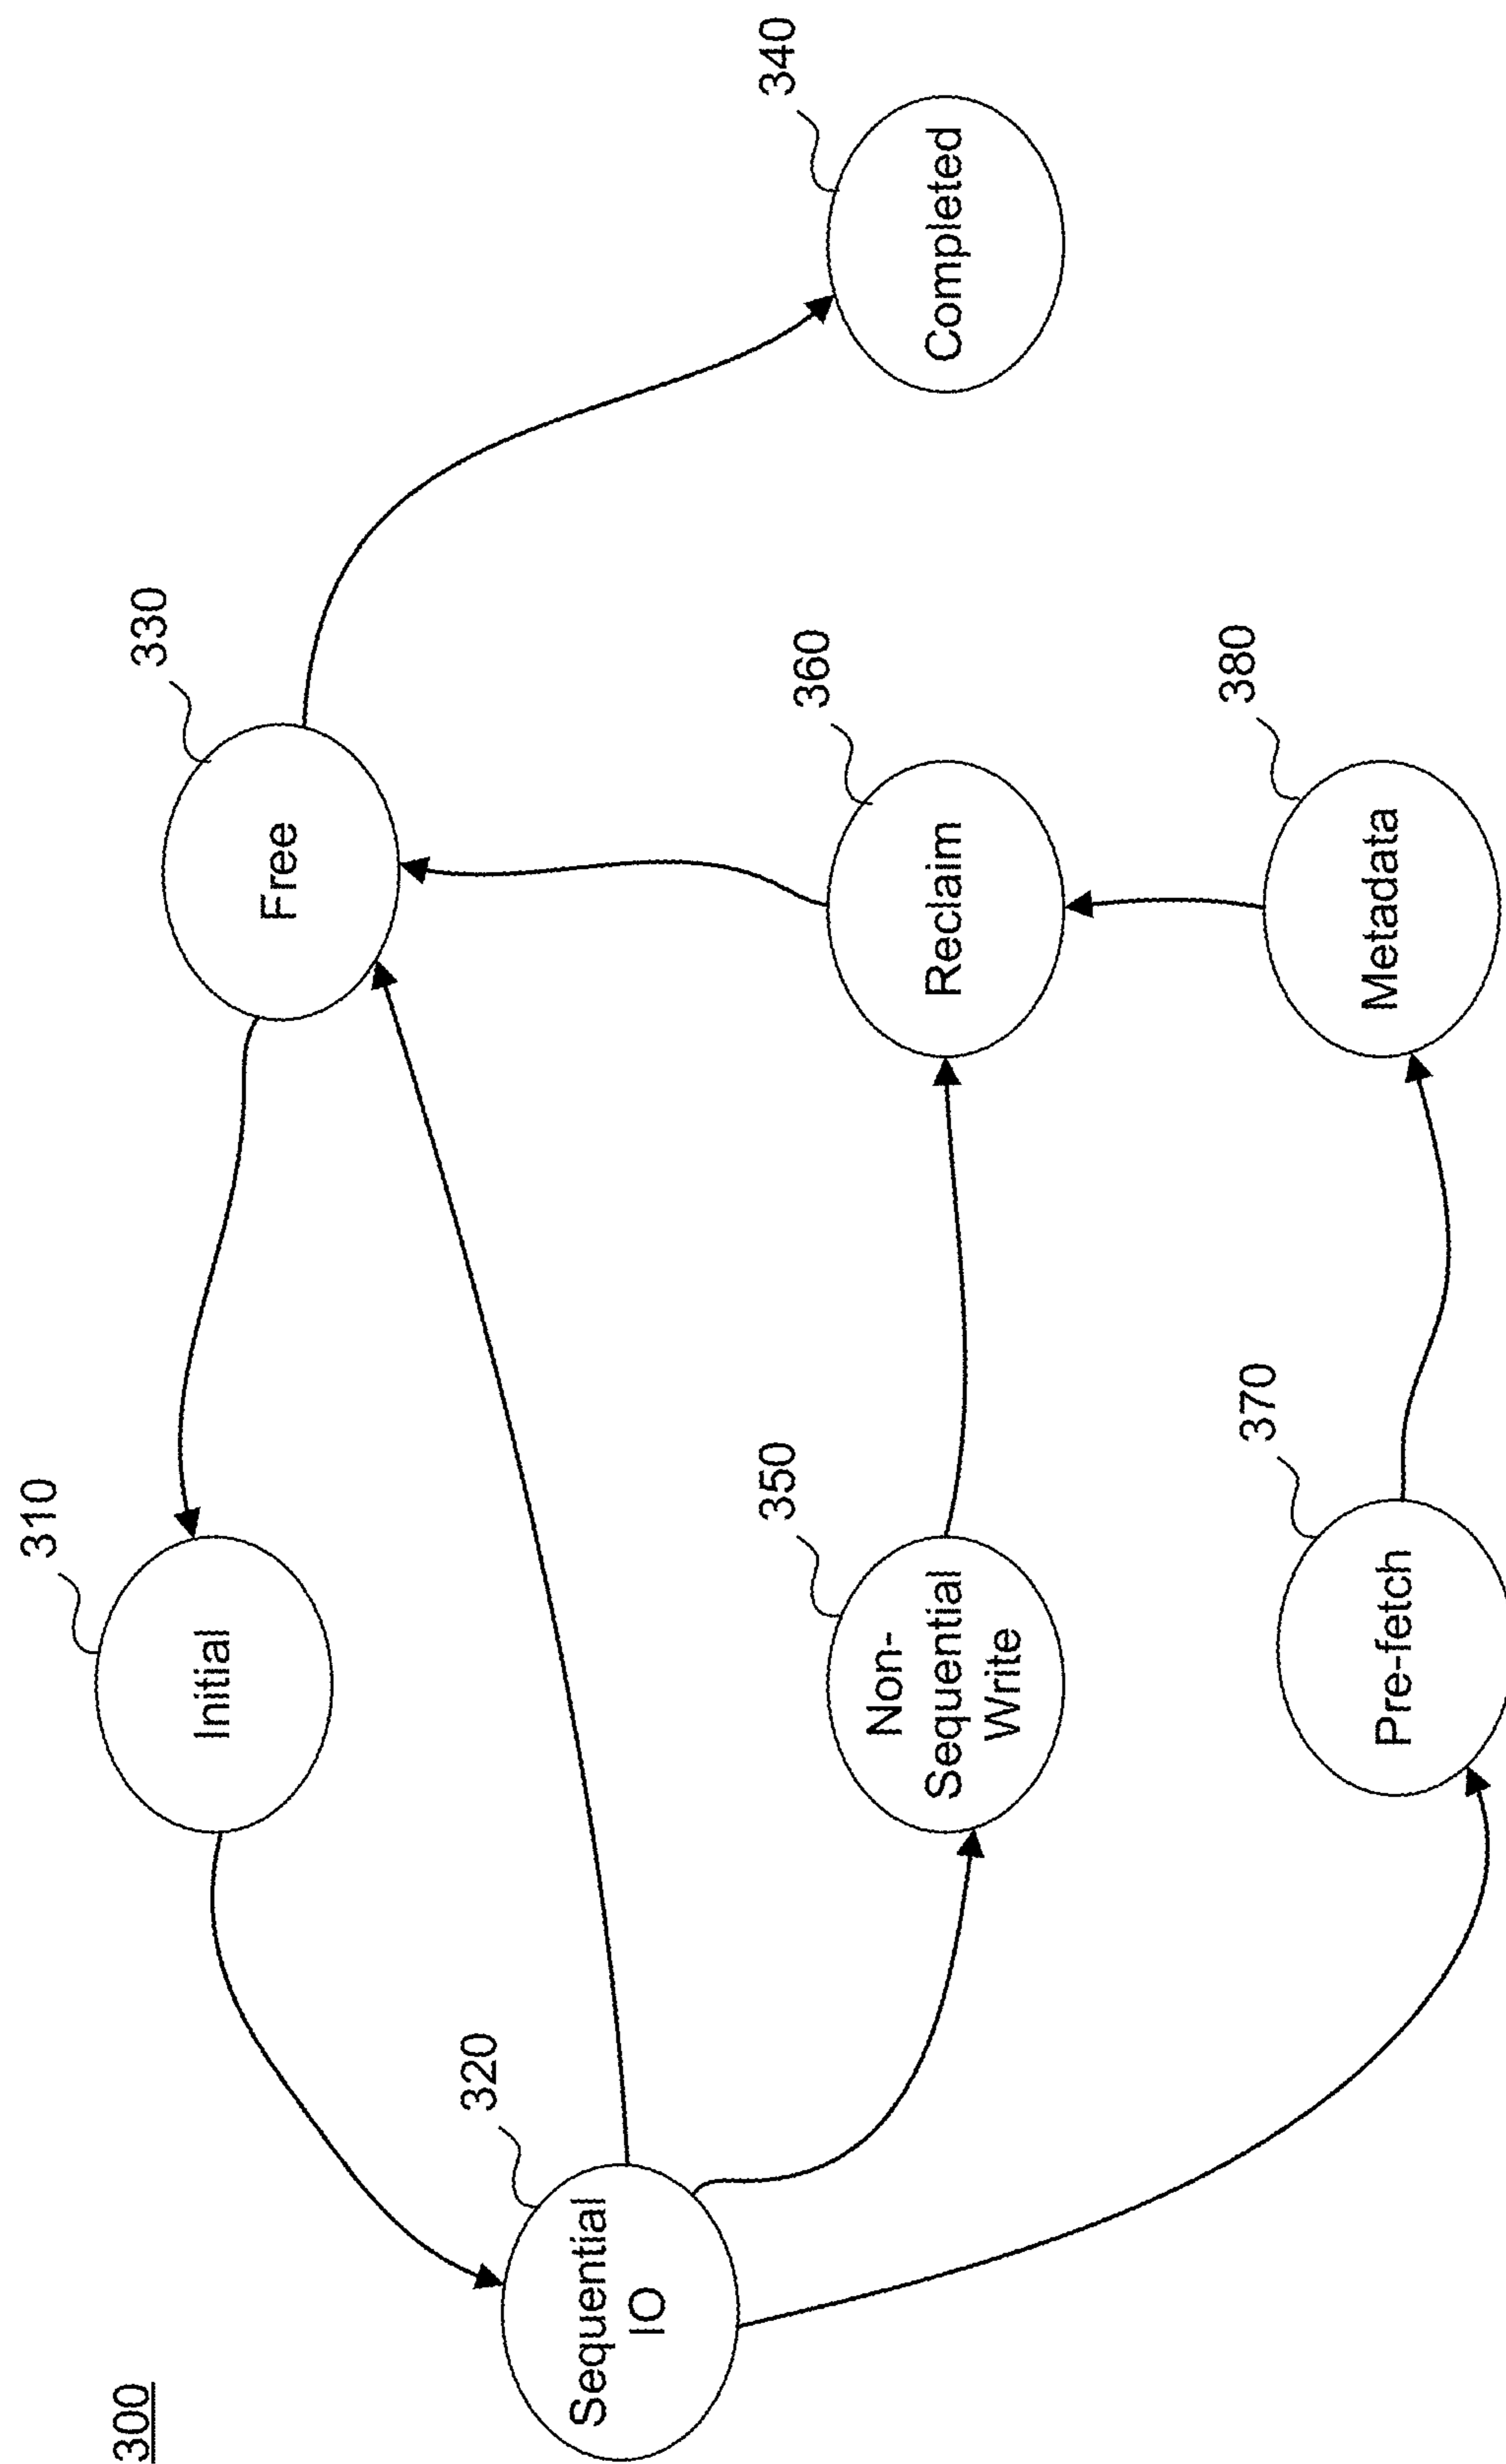 300
310
Initial
330
Free
320
Sequential
IO
340
Completed
350
Non-
Sequential
Write
360
Reclaim
370
Pre-fetch
380
Metadata